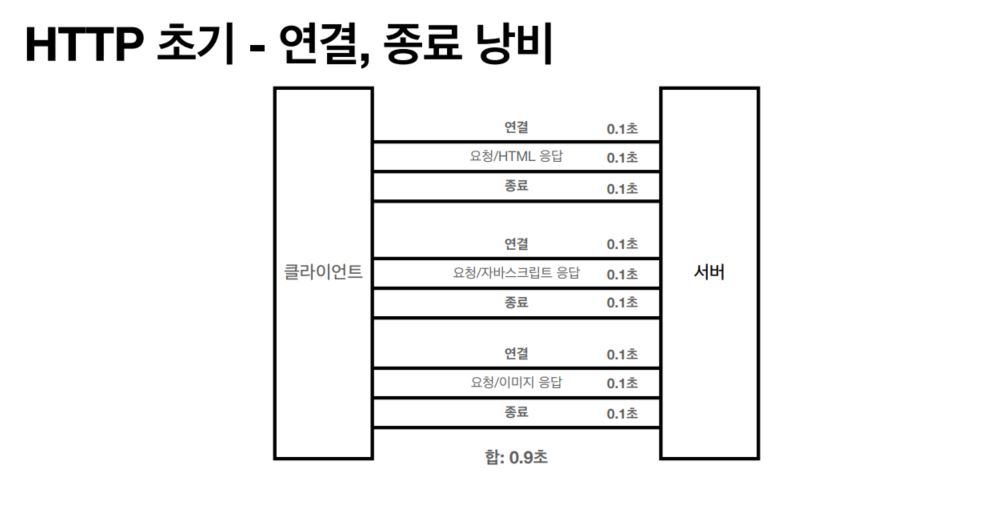 HTTP 초기 - 연결, 종료 낭비
연결 0.1초
요청/HTML 응답 0.1초
종료 0.1초
연결 0.1초
클라이언트 요청/자바스크립트 응답 0.1초 서버
종료 0.1초
연결 0.1초
요청/이미지 응답 0.1초
종료 0.1초
합: 0.9초